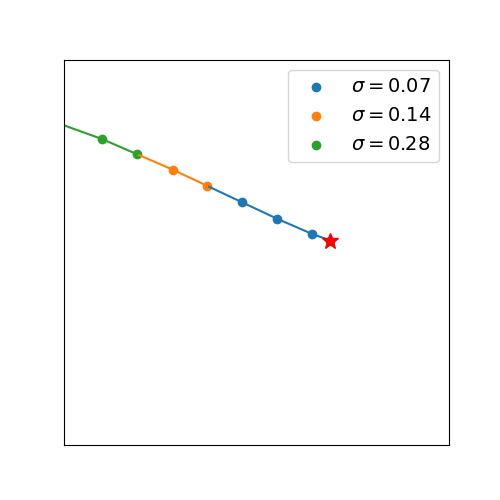 σ = 0.07
σ = 0.14
σ = 0.28